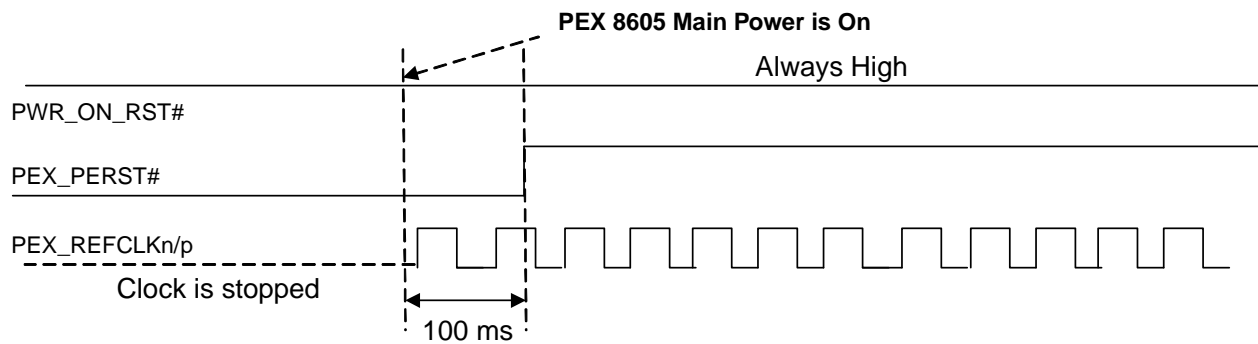 PEX 8605 Main Power is On
Always High
PWR_ON_RST#
PEX_PERST#
PEX_REFCLKn/p
Clock is stopped
100 ms